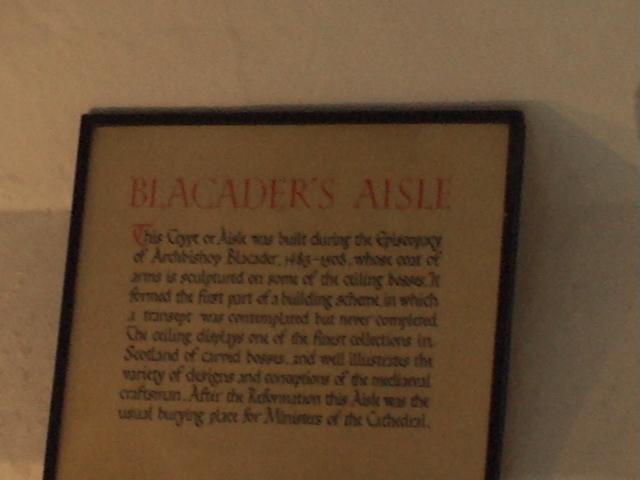 BLACADER'S AISLE
This Crypt or Aisle was built during the Episcopacy
of Archbishop Blacader, 1483-1508, whose coat of
arms is sculptured on some of the ceiling bosses. It
formed the first part of a building scheme in which
a transept was contemplated but never completed.
The ceiling displays one of the finest collections in
Scotland of carved bosses, and well illustrates the
variety of designs and conceptions of the mediaeval
craftsman. After the Reformation this Aisle was the
usual burying place for Ministers of the Cathedral.